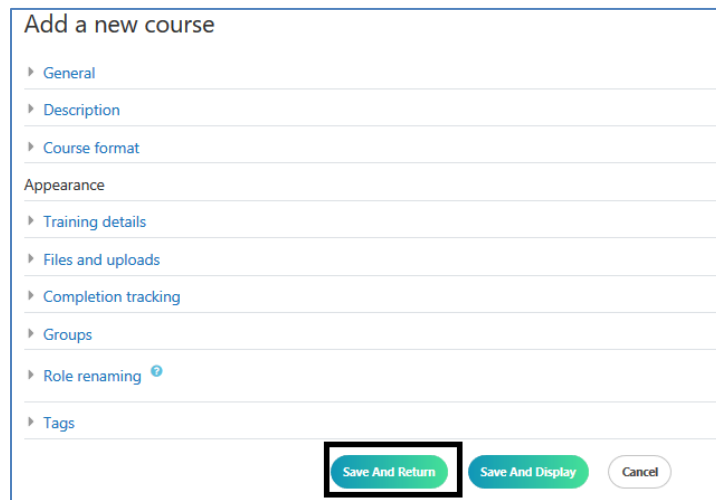 Add a new course
General
Description
Course format
Appearance
Training details
Files and uploads
Completion tracking
Groups
Role renaming ?
Tags
Save And Return Save And Display Cancel